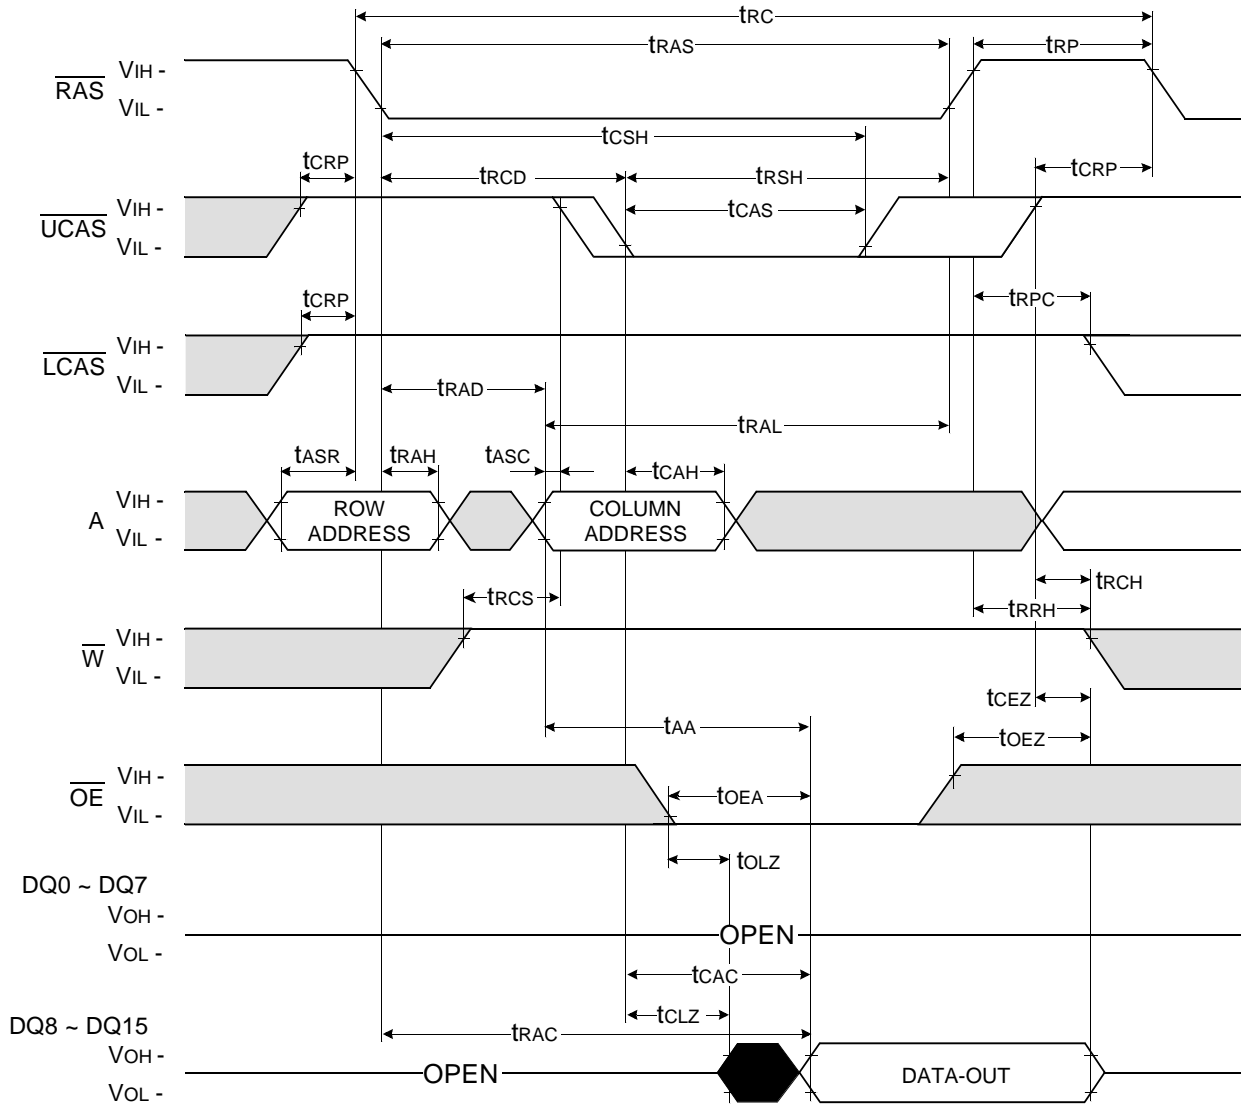 tRC
tRAS
tRP
RAS
VIH -
VIL -
tCSH
tCRP
tRCD
tRSH
tCRP
UCAS
VIH -
VIL -
tCAS
tCRP
tRPC
LCAS
VIH -
VIL -
tRAD
tRAL
tASR
tRAH
tASC
tCAH
A
VIH -
VIL -
ROW
ADDRESS
COLUMN
ADDRESS
tRCS
tRCH
tRRH
W
VIH -
VIL -
tCEZ
tAA
tOEZ
OE
VIH -
VIL -
tOEA
tOLZ
DQ0 ~ DQ7
VOH -
VOL -
OPEN
tCAC
tCLZ
DQ8 ~ DQ15
tRAC
VOH -
VOL -
OPEN
DATA-OUT